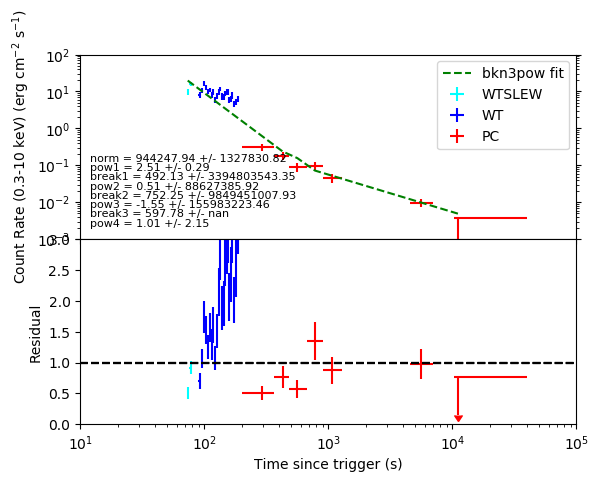 Count Rate (0.3-10 keV) (erg cm⁻² s⁻¹)
10²
10¹
10⁰
10⁻¹
10⁻²
10⁻³
bkn3pow fit
WTSLEW
WT
PC
norm = 944247.94 +/- 1327830.82
pow1 = 2.51 +/- 0.29
break1 = 492.13 +/- 3394803543.35
pow2 = 0.51 +/- 88627385.92
break2 = 752.25 +/- 9849451007.93
pow3 = -1.55 +/- 155983223.46
break3 = 597.78 +/- nan
pow4 = 1.01 +/- 2.15
Residual
3.0
2.5
2.0
1.5
1.0
0.5
0.0
10¹ 10² 10³ 10⁴ 10⁵
Time since trigger (s)